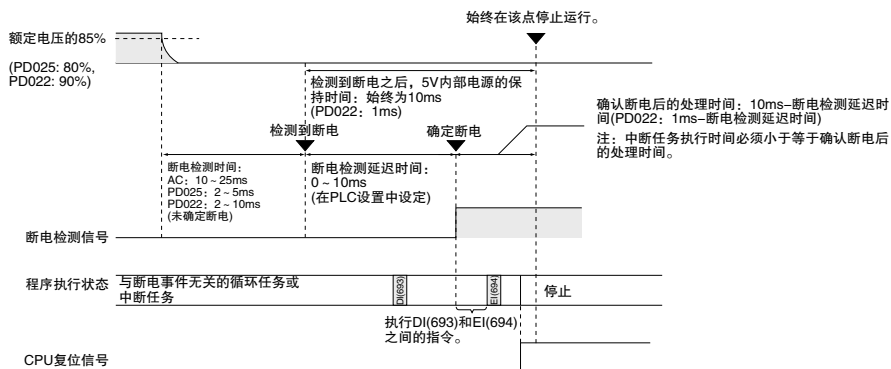 始终在该点停止运行。
额定电压的85%
(PD025: 80%,
PD022: 90%)
检测到断电之后，5V内部电源的保
持时间：始终为10ms
(PD022：1ms)
确认断电后的处理时间：10ms–断电检测延迟时
间(PD022：1ms–断电检测延迟时间)
注：中断任务执行时间必须小于等于确认断电后
的处理时间。
检测到断电
确定断电
断电检测时间：
AC：10～25ms
PD025：2～5ms
PD022：2～10ms
(未确定断电)
断电检测延迟时间：
0～10ms
(在PLC设置中设定)
断电检测信号
程序执行状态
与断电事件无关的循环任务或
中断任务
DI(693)
EI(694)
停止
执行DI(693)和EI(694)
之间的指令。
CPU复位信号